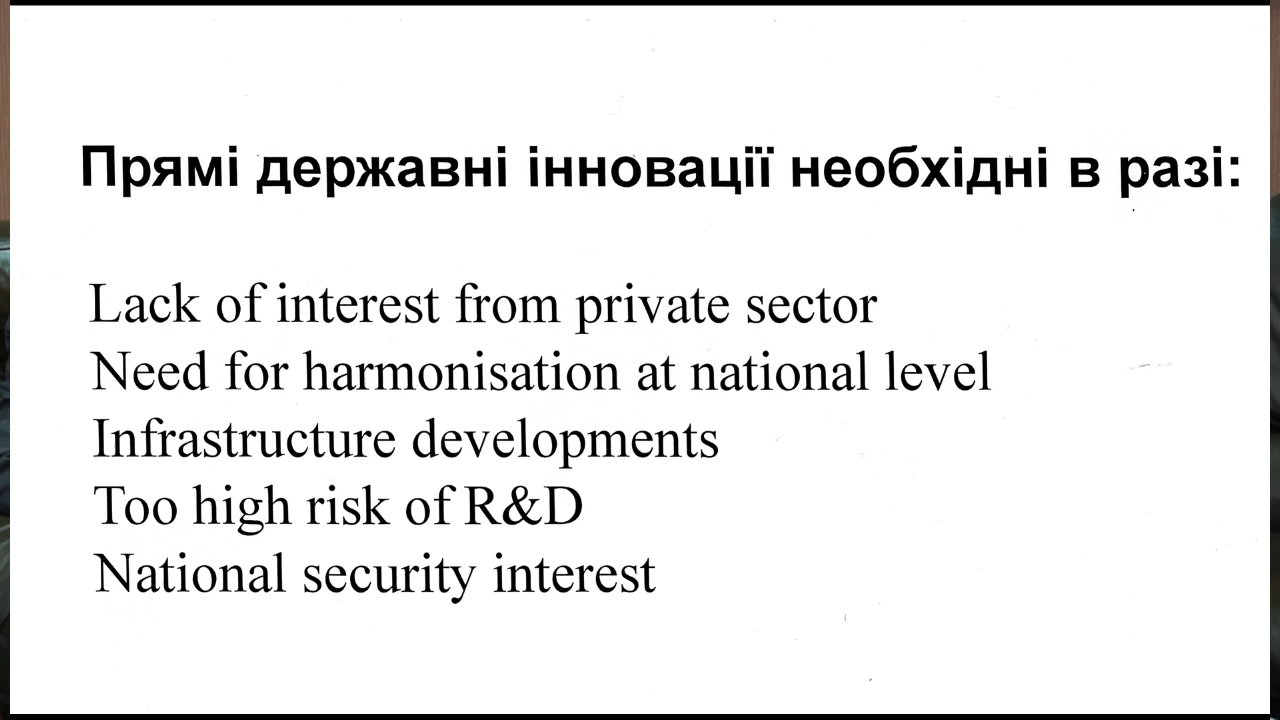 Прямі державні інновації необхідні в разі:
Lack of interest from private sector
Need for harmonisation at national level
Infrastructure developments
Too high risk of R&D
National security interest